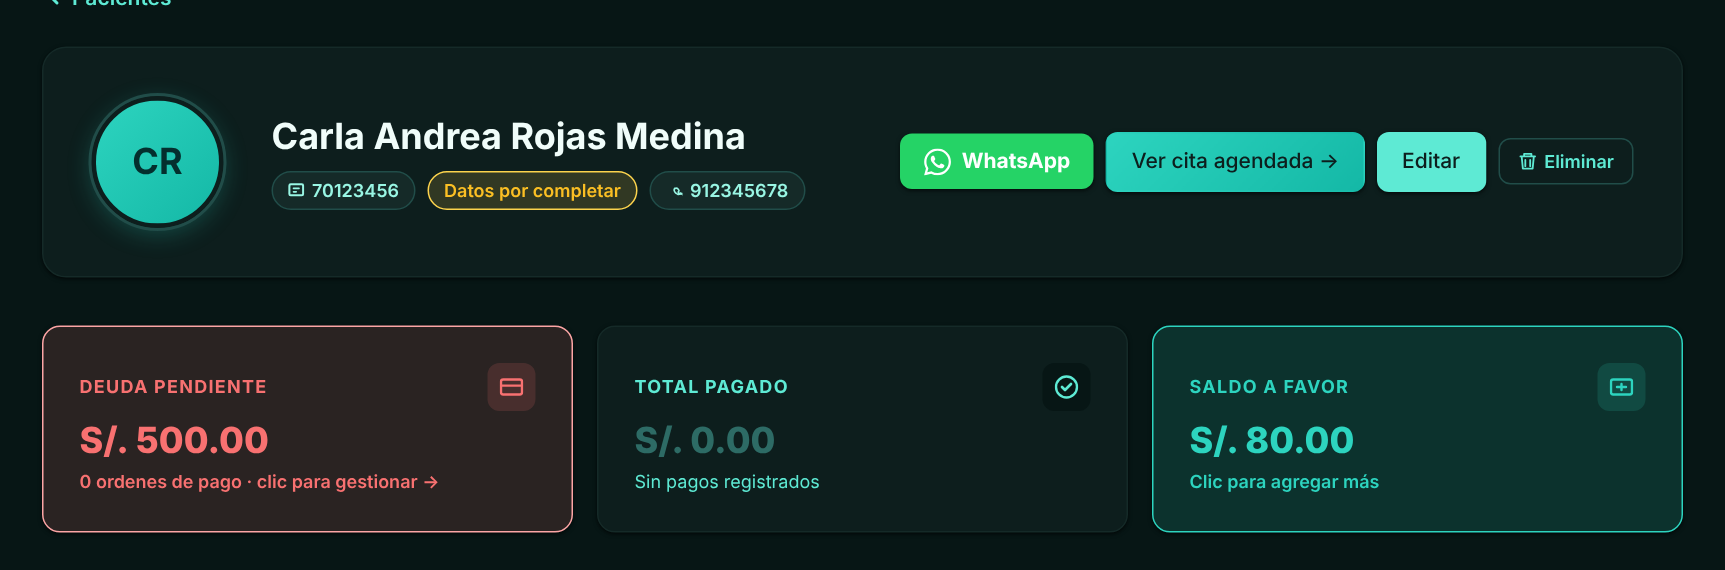 Pacientes
CR
Carla Andrea Rojas Medina
70123456
Datos por completar
912345678
WhatsApp
Ver cita agendada →
Editar
Eliminar
DEUDA PENDIENTE
S/. 500.00
0 ordenes de pago · clic para gestionar →
TOTAL PAGADO
S/. 0.00
Sin pagos registrados
SALDO A FAVOR
S/. 80.00
Clic para agregar más